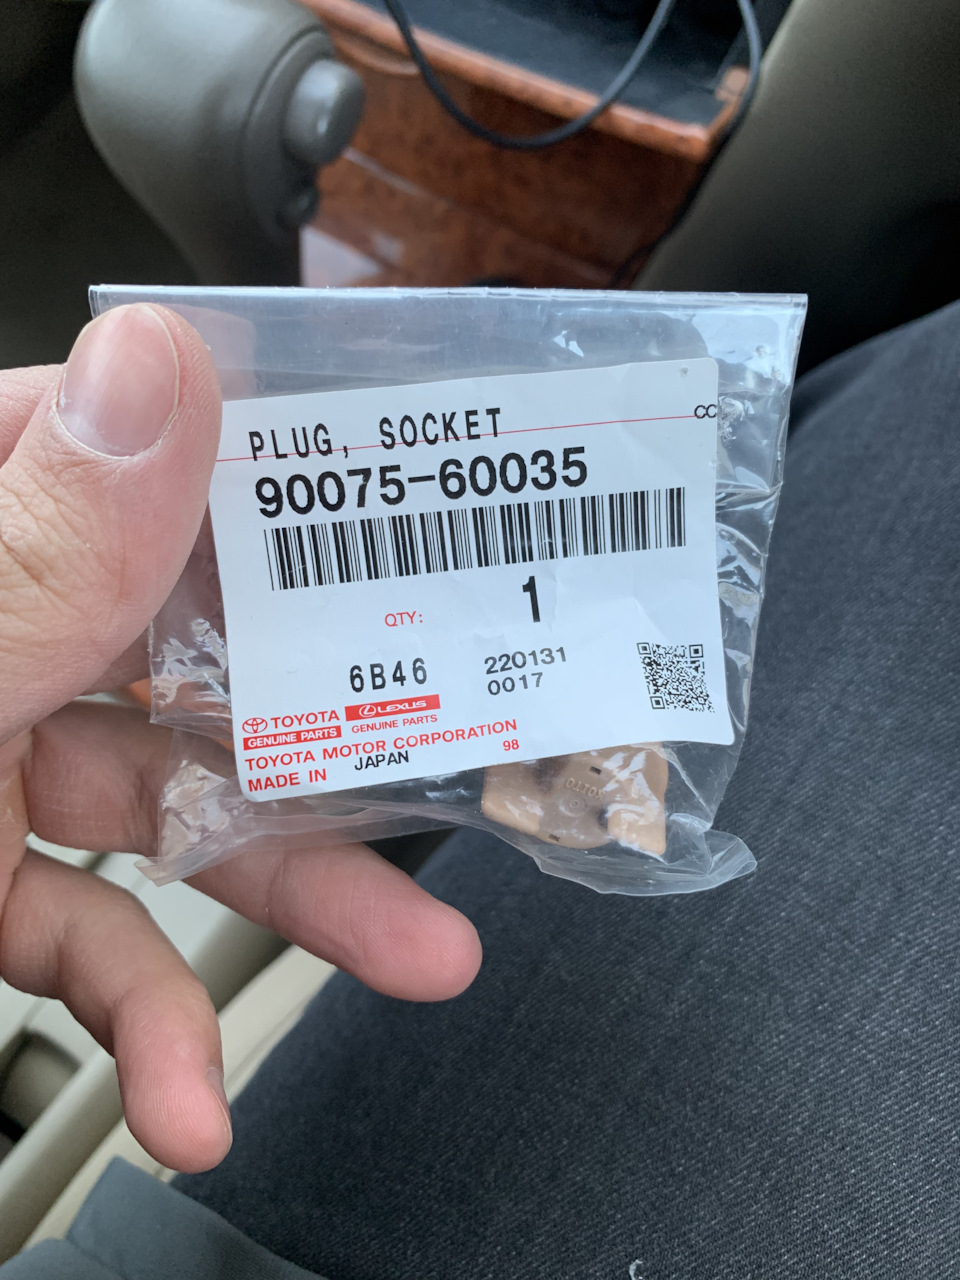 CC
PLUG, SOCKET
90075-60035
QTY: 1
6B46 220131
0017
TOYOTA LEXUS
GENUINE PARTS GENUINE PARTS
TOYOTA MOTOR CORPORATION
MADE IN JAPAN 98